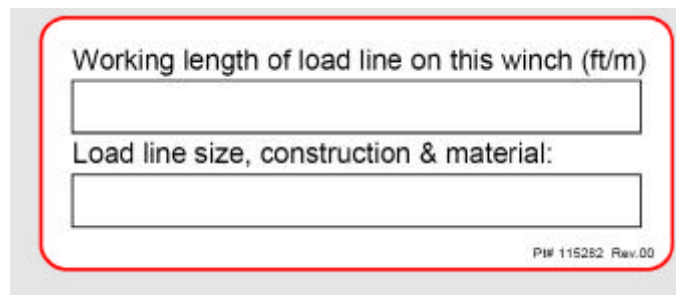 Working length of load line on this winch (ft/m)
Load line size, construction & material:
Pt# 115282 Rev.00